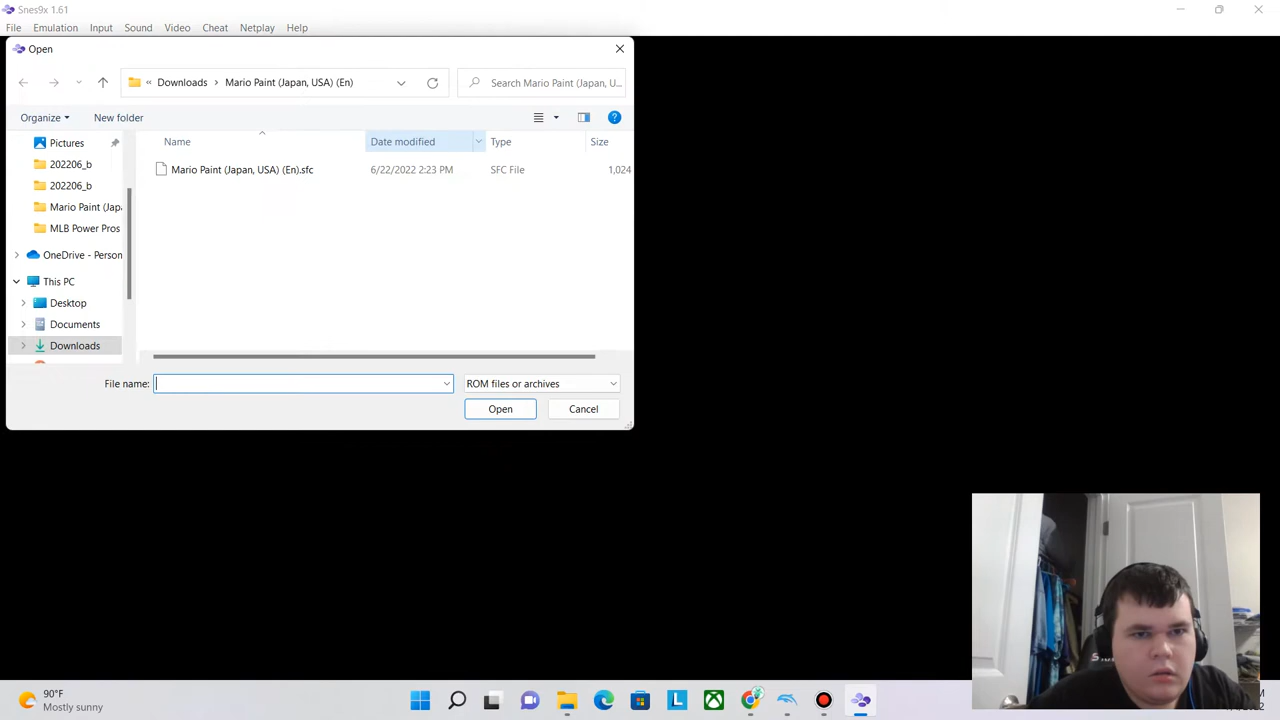 Snes9x 1.61
File Emulation Input Sound Video Cheat Netplay Help
Open
« Downloads › Mario Paint (Japan, USA) (En)
Search Mario Paint (Japan, U...
Organize New folder
Name Date modified Type Size
Pictures
Mario Paint (Japan, USA) (En).sfc 6/22/2022 2:23 PM SFC File 1,024
202206_b
202206_b
Mario Paint (Jap
MLB Power Pros
OneDrive - Person
This PC
Desktop
Documents
Downloads
File name: ROM files or archives
Open Cancel
90°F
Mostly sunny